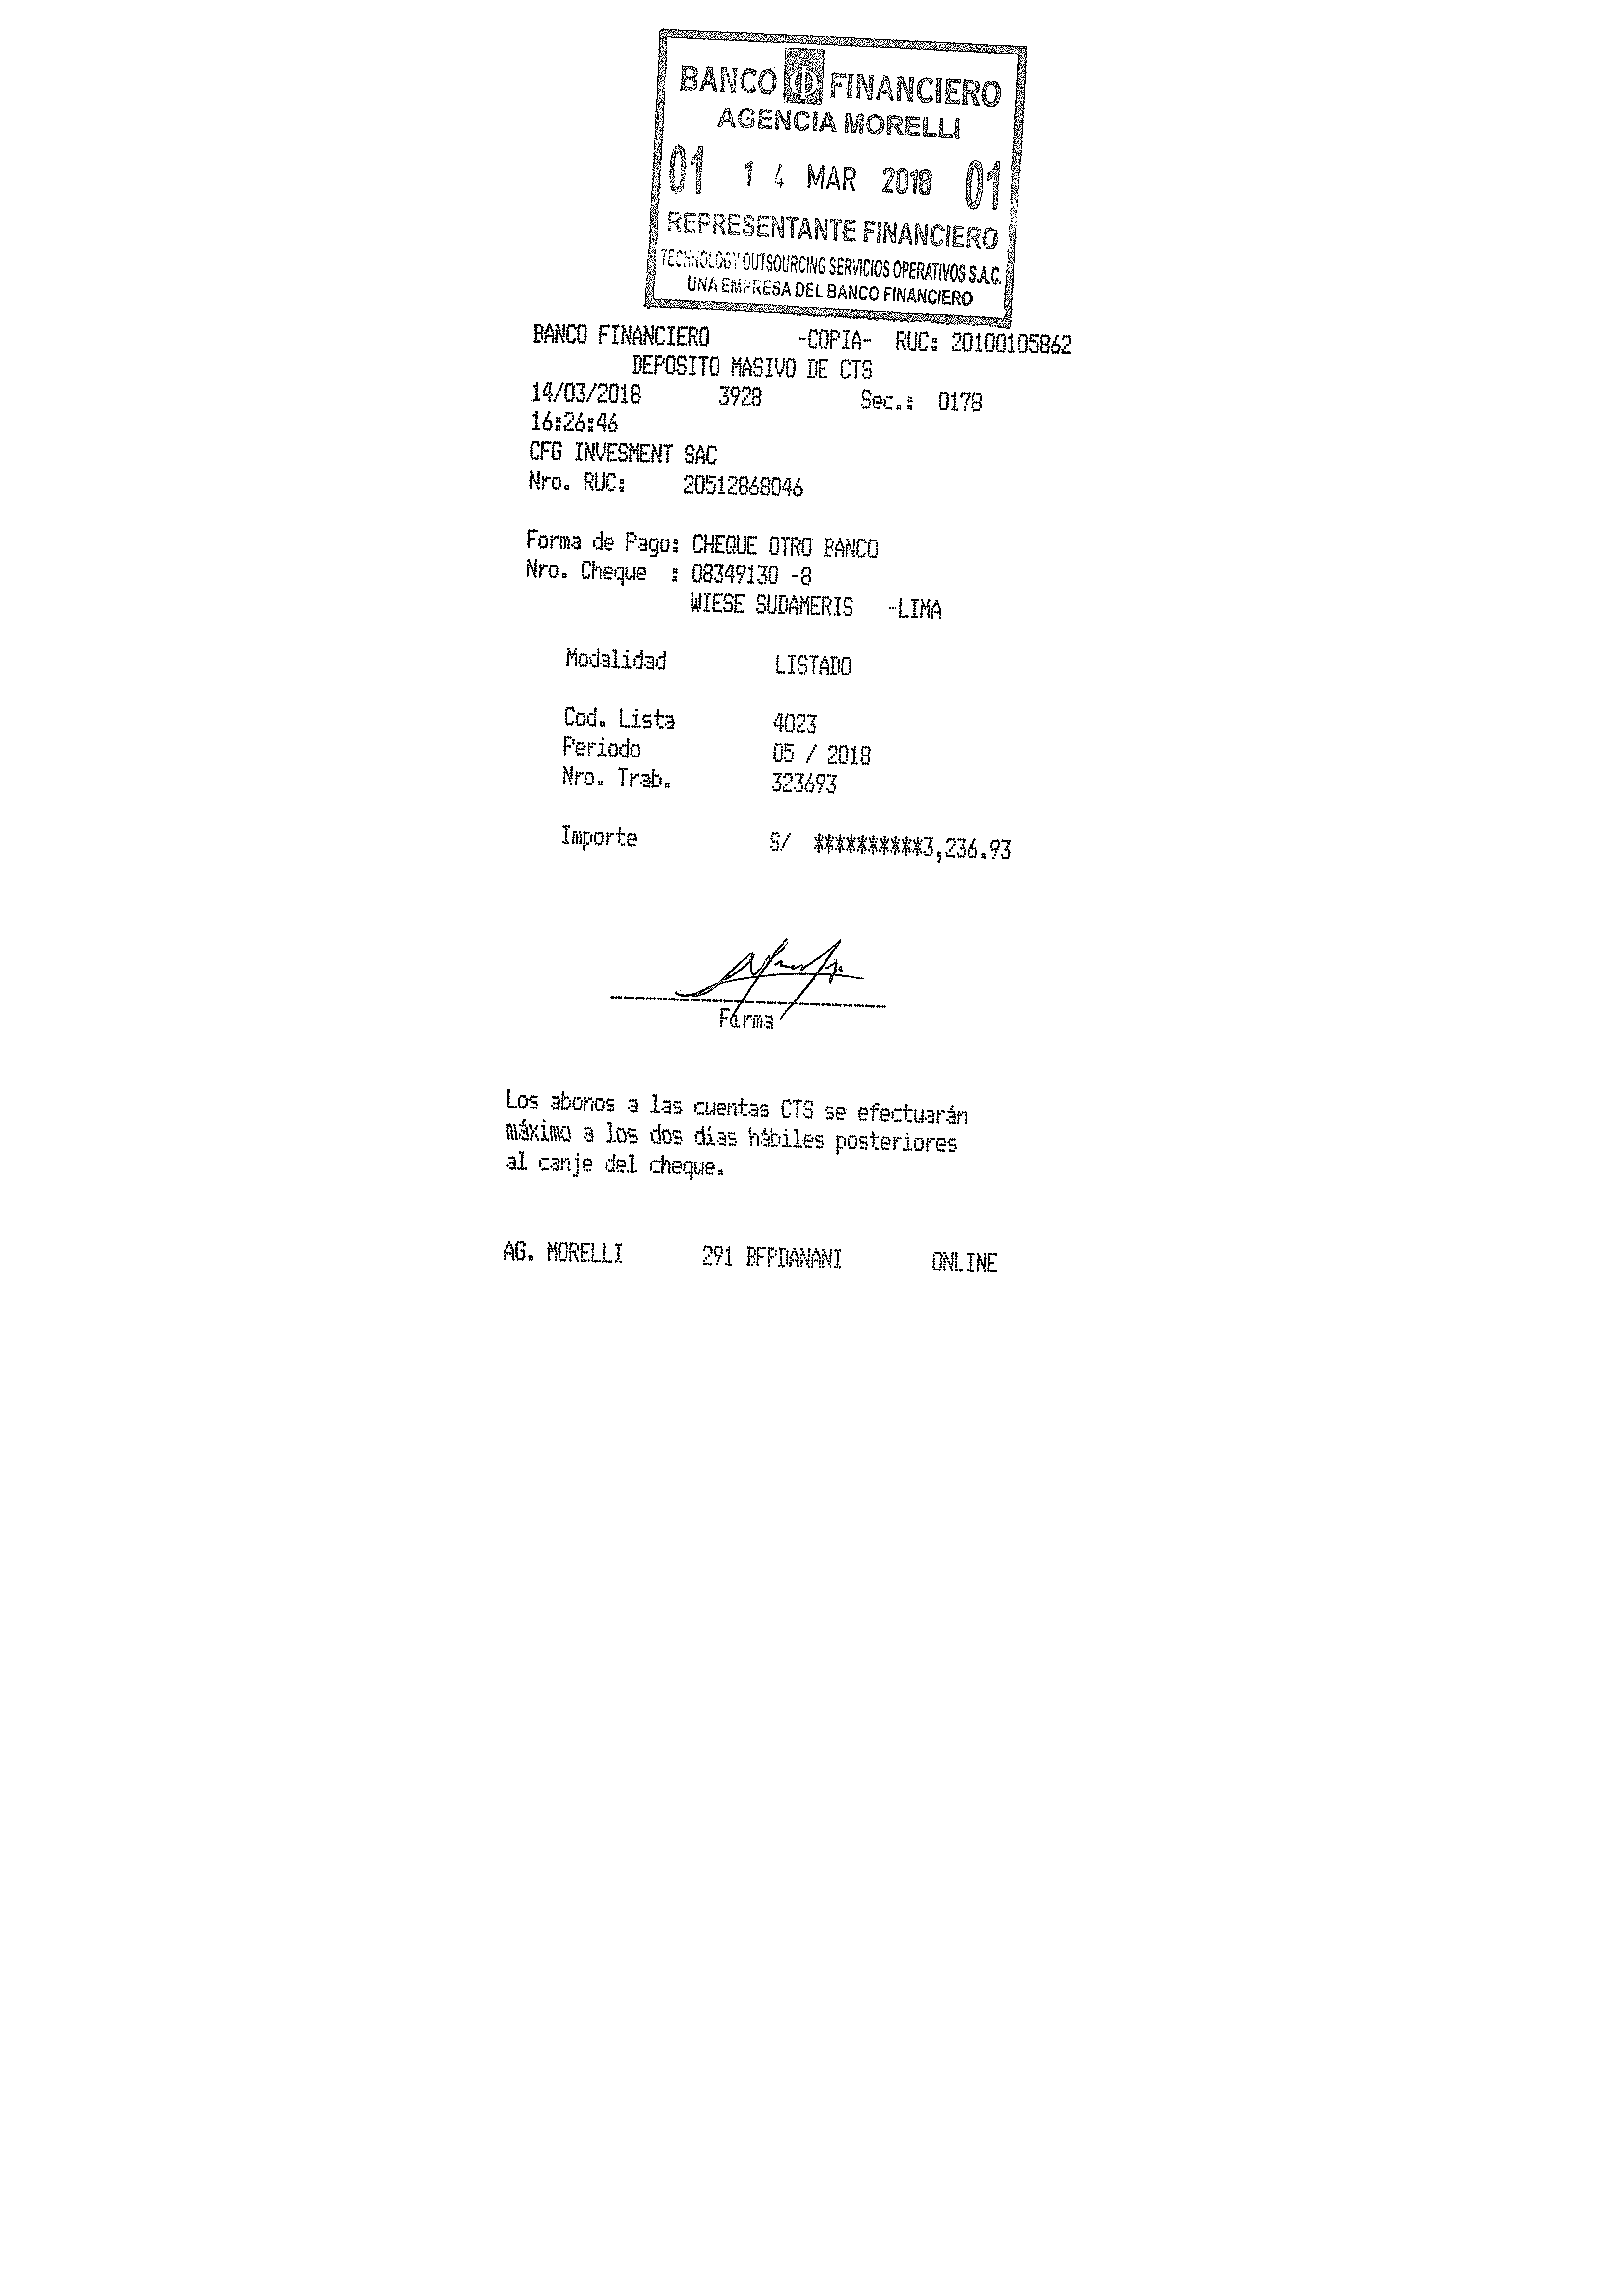 BANCO FINANCIERO
AGENCIA MORELLI
01 14 MAR 2018 01
REPRESENTANTE FINANCIERO
TECHNOLOGY OUTSOURCING SERVICIOS OPERATIVOS S.A.C.
UNA EMPRESA DEL BANCO FINANCIERO
BANCO FINANCIERO -COPIA- RUC: 20100105862
DEPOSITO MASIVO DE CTS
14/03/2018 3928 Sec.: 0178
16:26:46
CFG INVESMENT SAC
Nro. RUC: 20512868046
Forma de Pago: CHEQUE OTRO BANCO
Nro. Cheque : 08349130 -8
WIESE SUDAMERIS -LIMA
Modalidad LISTADO
Cod. Lista 4023
Periodo 05 / 2018
Nro. Trab. 323693
Importe S/ **********3,236.93
Firma
Los abonos a las cuentas CTS se efectuarán
máximo a los dos días hábiles posteriores
al canje del cheque.
AG. MORELLI 291 BFPDANANI ONLINE